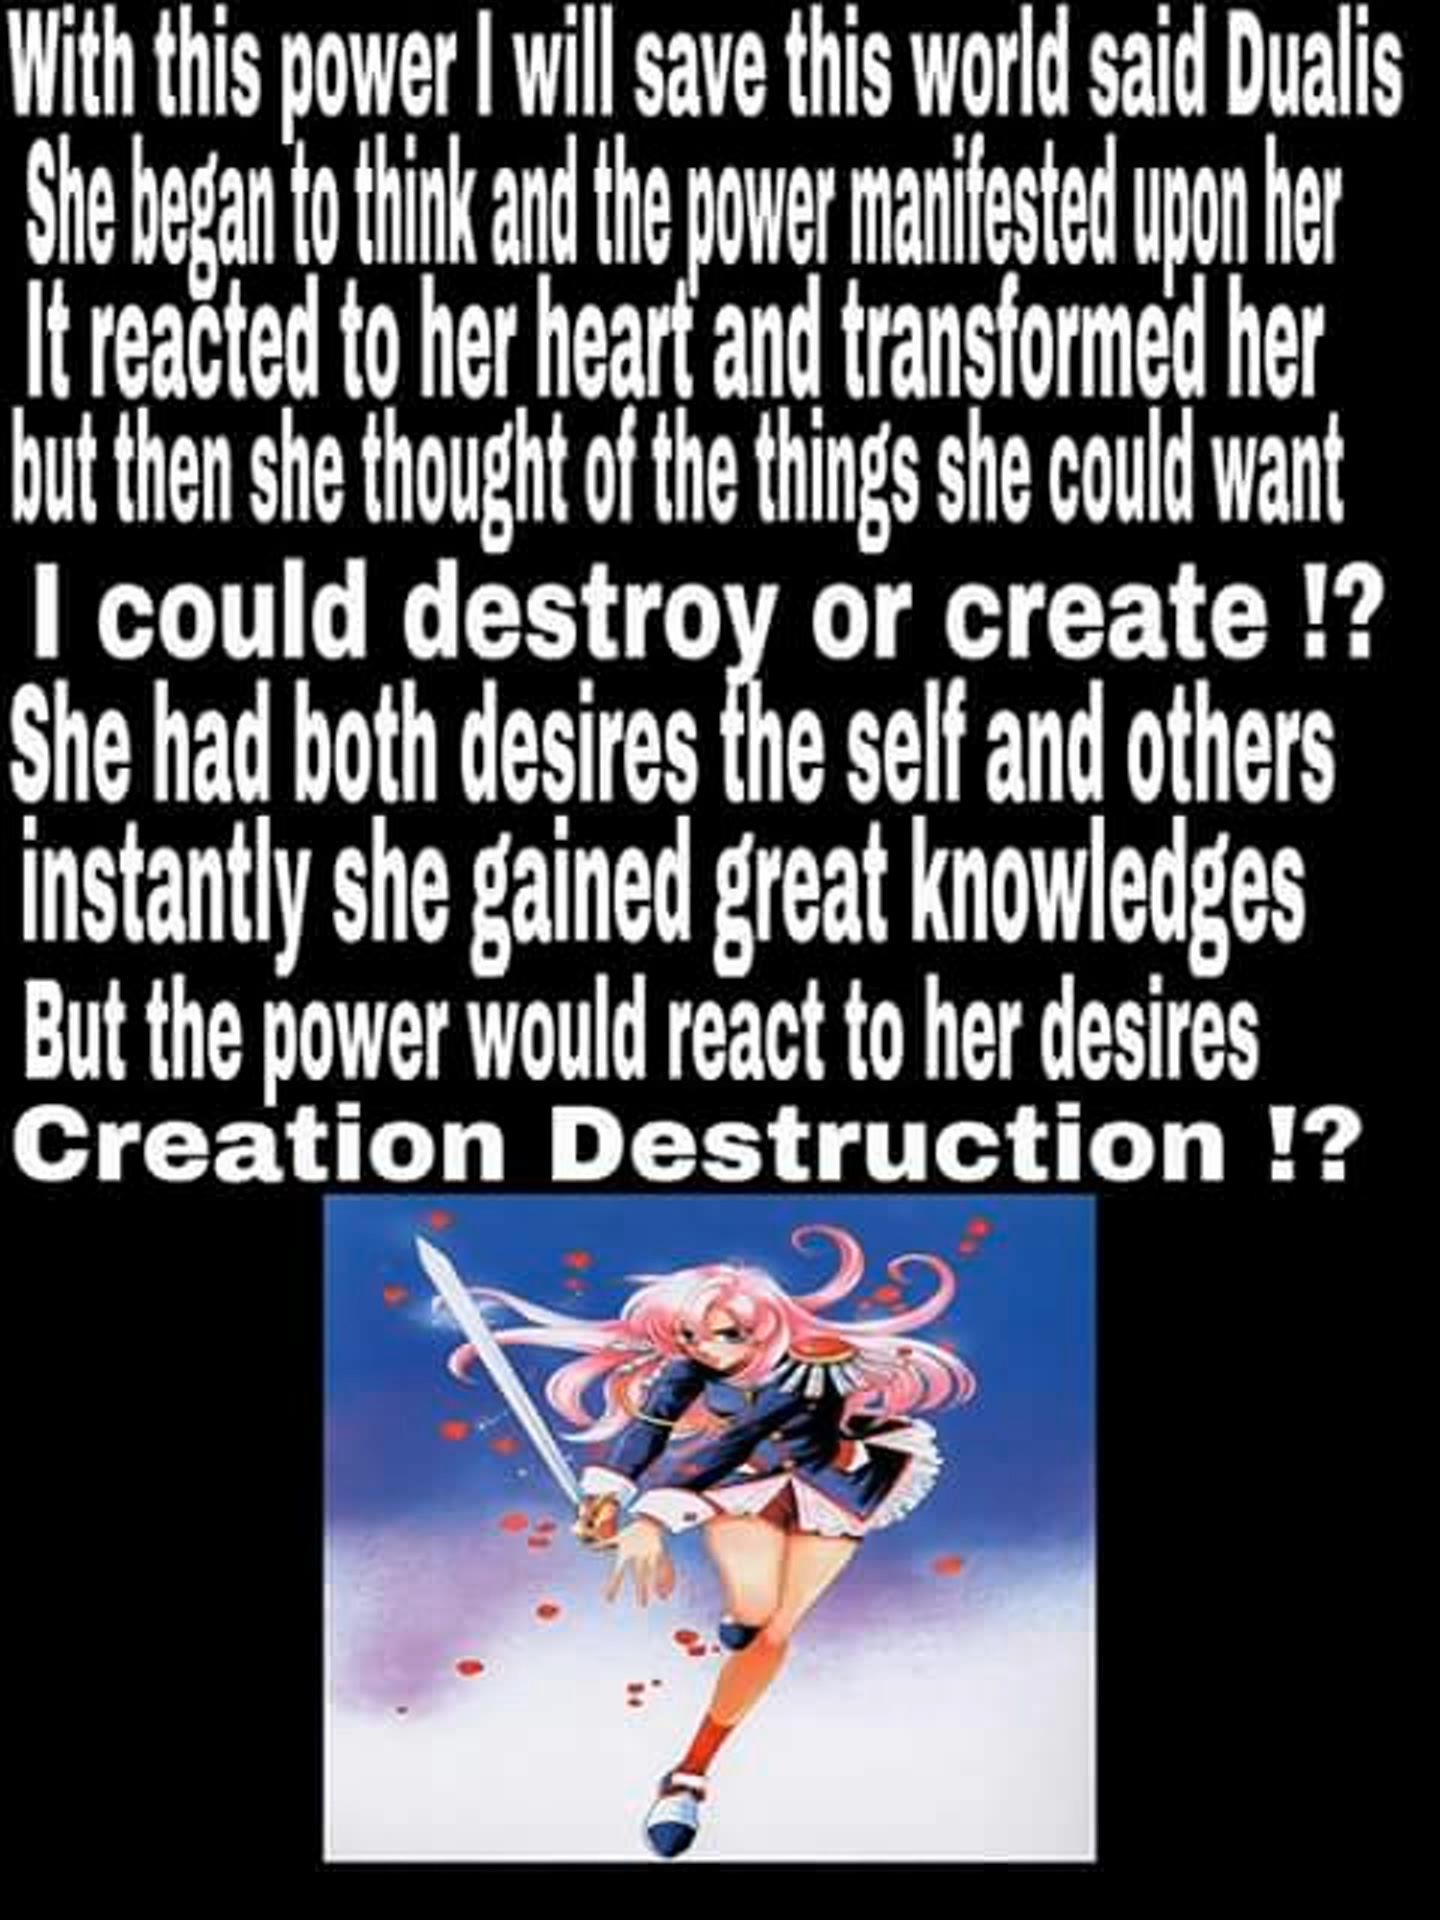 With this power I will save this world said Dualis
She began to think and the power manifested upon her
It reacted to her heart and transformed her
but then she thought of the things she could want
I could destroy or create !?
She had both desires the self and others
instantly she gained great knowledges
But the power would react to her desires
Creation Destruction !?